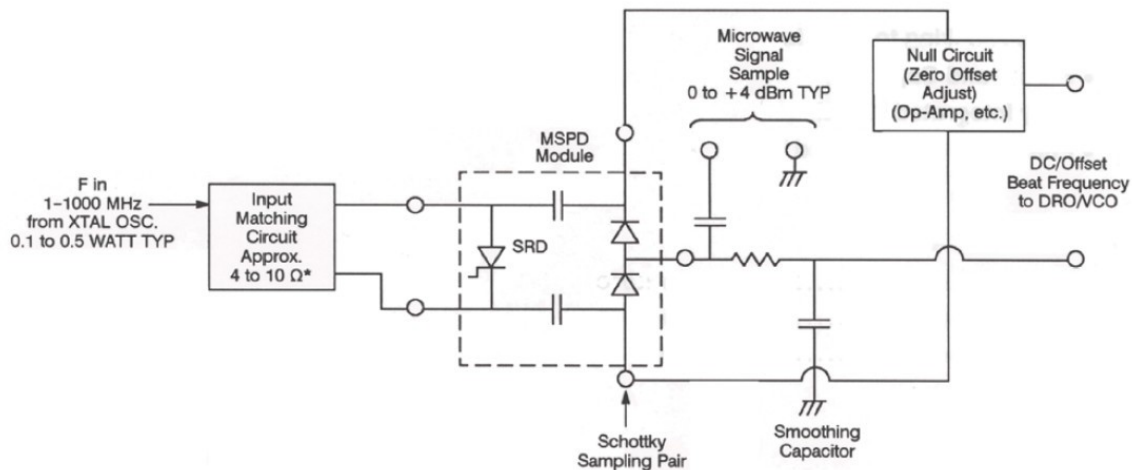 Microwave
Signal
Sample
0 to +4 dBm TYP
Null Circuit
(Zero Offset
Adjust)
(Op-Amp, etc.)
MSPD
Module
DC/Offset
Beat Frequency
to DRO/VCO
F in
1–1000 MHz
from XTAL OSC.
0.1 to 0.5 WATT TYP
Input
Matching
Circuit
Approx.
4 to 10 Ω*
SRD
Schottky
Sampling Pair
Smoothing
Capacitor